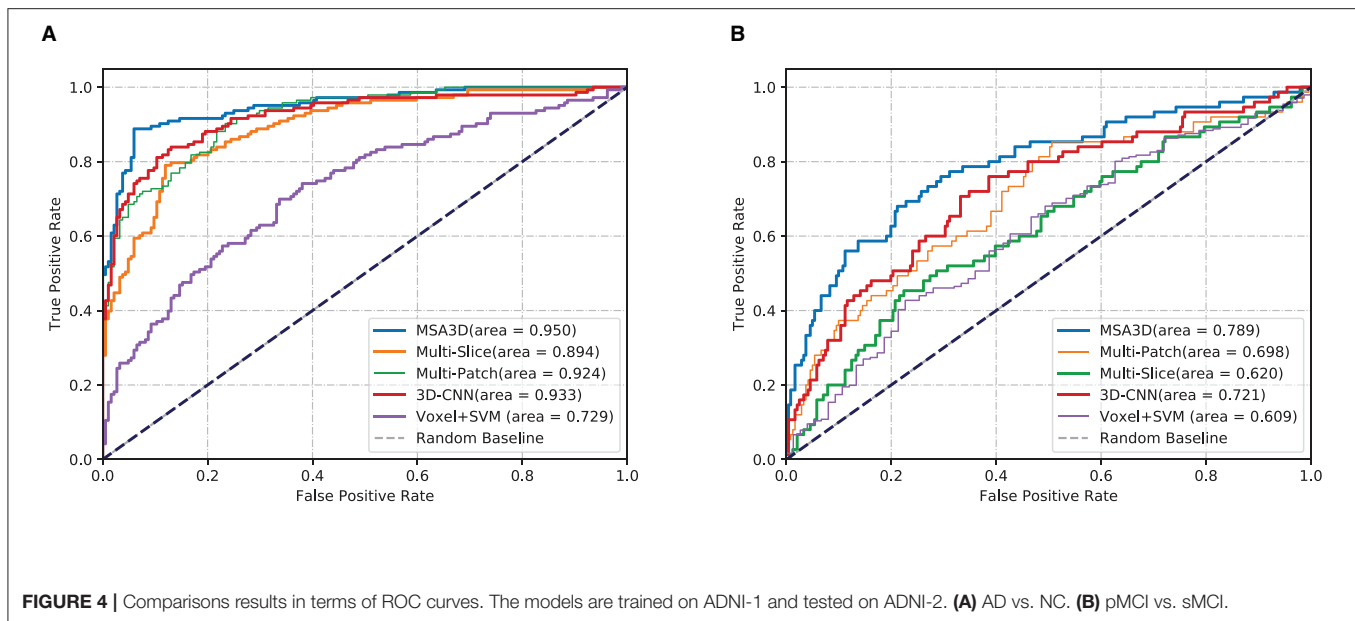 A
1.0
0.8
0.6
0.4
0.2
0.0
True Positive Rate
0.0 0.2 0.4 0.6 0.8 1.0
False Positive Rate
MSA3D(area = 0.950)
Multi-Slice(area = 0.894)
Multi-Patch(area = 0.924)
3D-CNN(area = 0.933)
Voxel+SVM (area = 0.729)
Random Baseline
B
1.0
0.8
0.6
0.4
0.2
0.0
True Positive Rate
0.0 0.2 0.4 0.6 0.8 1.0
False Positive Rate
MSA3D(area = 0.789)
Multi-Patch(area = 0.698)
Multi-Slice(area = 0.620)
3D-CNN(area = 0.721)
Voxel+SVM (area = 0.609)
Random Baseline
FIGURE 4 | Comparisons results in terms of ROC curves. The models are trained on ADNI-1 and tested on ADNI-2. (A) AD vs. NC. (B) pMCI vs. sMCI.